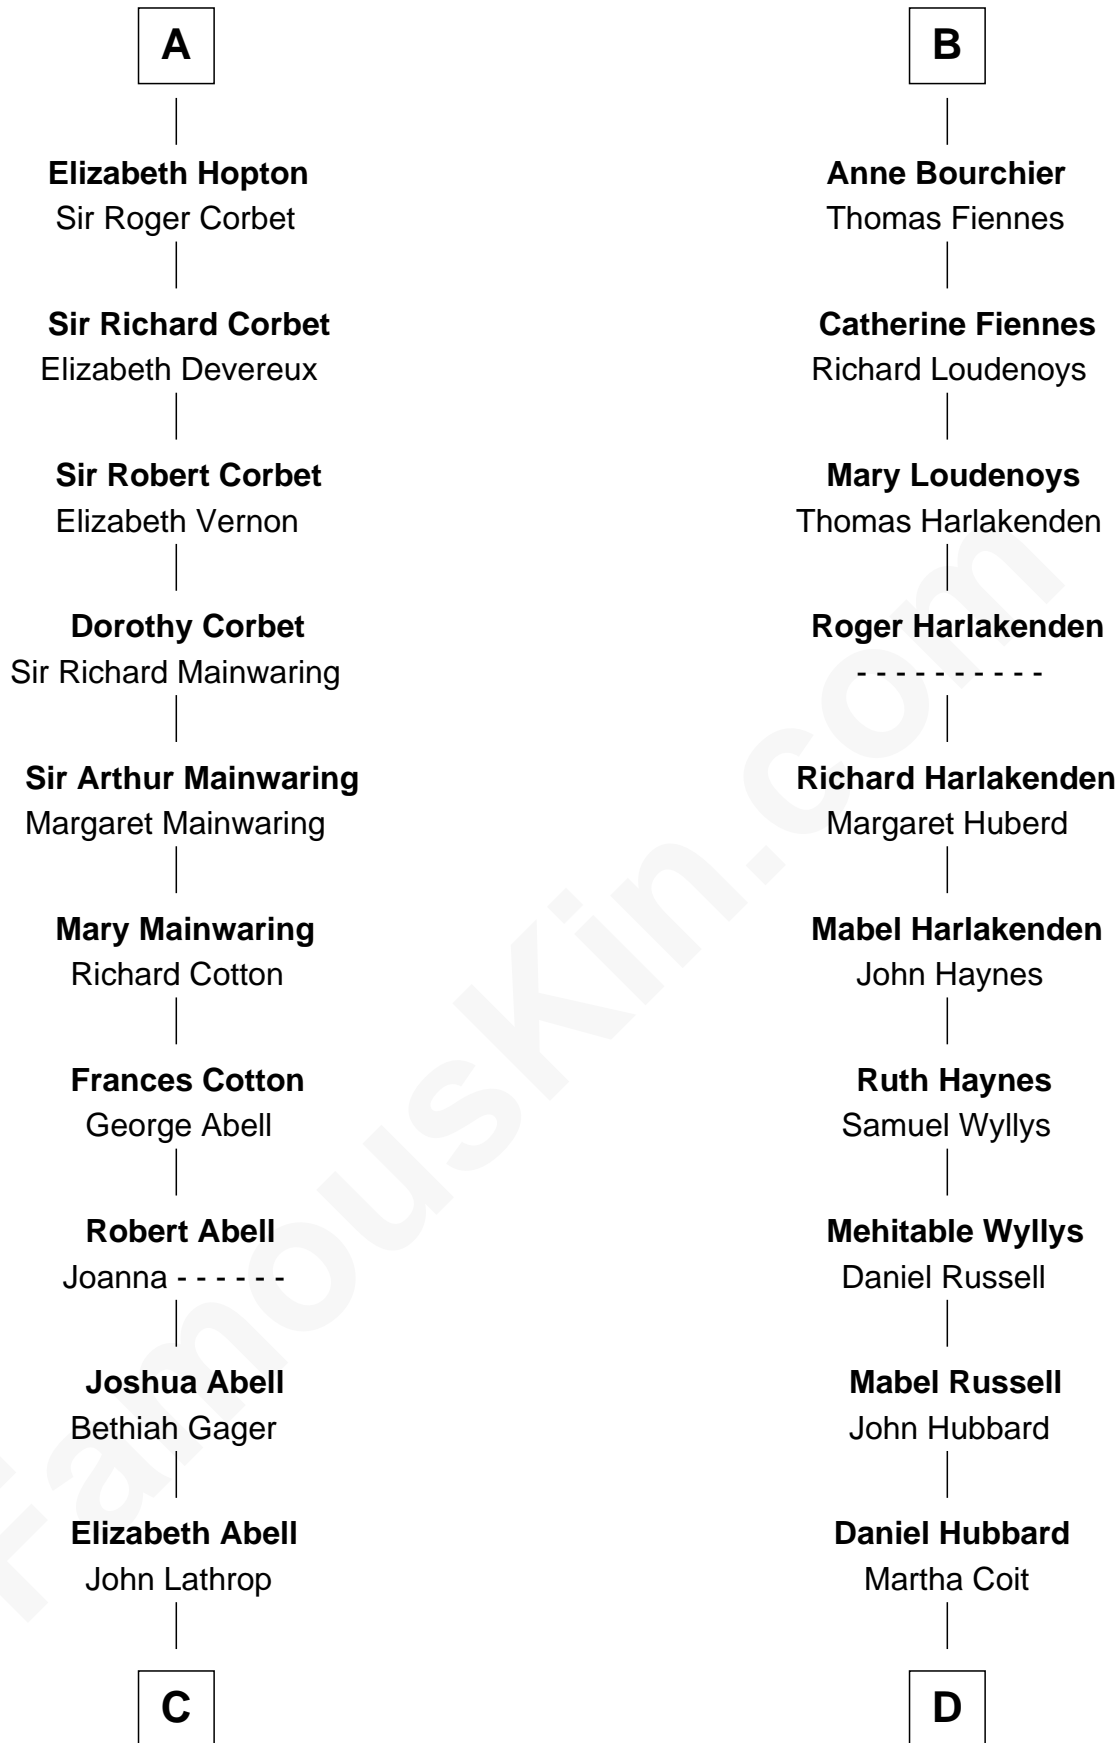 A
Elizabeth Hopton
Sir Roger Corbet
Sir Richard Corbet
Elizabeth Devereux
Sir Robert Corbet
Elizabeth Vernon
Dorothy Corbet
Sir Richard Mainwaring
Sir Arthur Mainwaring
Margaret Mainwaring
Mary Mainwaring
Richard Cotton
Frances Cotton
George Abell
Robert Abell
Joanna - - - - - -
Joshua Abell
Bethiah Gager
Elizabeth Abell
John Lathrop
C
B
Anne Bourchier
Thomas Fiennes
Catherine Fiennes
Richard Loudenoys
Mary Loudenoys
Thomas Harlakenden
Roger Harlakenden
- - - - - - - - - -
Richard Harlakenden
Margaret Huberd
Mabel Harlakenden
John Haynes
Ruth Haynes
Samuel Wyllys
Mehitable Wyllys
Daniel Russell
Mabel Russell
John Hubbard
Daniel Hubbard
Martha Coit
D
FamousKin.com